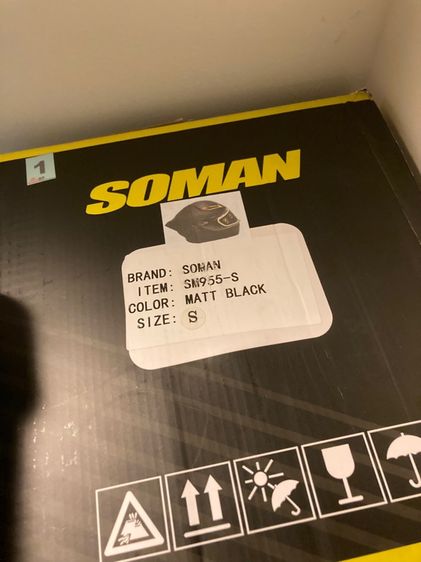 1
SOMAN
BRAND: SOMAN
ITEM: SM955-S
COLOR: MATT BLACK
SIZE: S